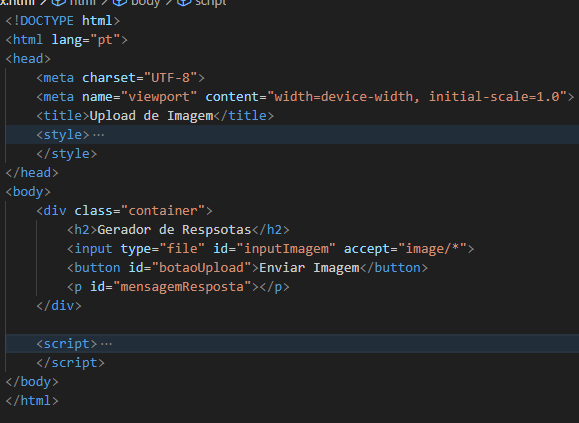 x.html > html > body > script
<!DOCTYPE html>
<html lang="pt">
<head>
<meta charset="UTF-8">
<meta name="viewport" content="width=device-width, initial-scale=1.0">
<title>Upload de Imagem</title>
<style>···
</style>
</head>
<body>
<div class="container">
<h2>Gerador de Respsotas</h2>
<input type="file" id="inputImagem" accept="image/*">
<button id="botaoUpload">Enviar Imagem</button>
<p id="mensagemResposta"></p>
</div>
<script>···
</script>
</body>
</html>